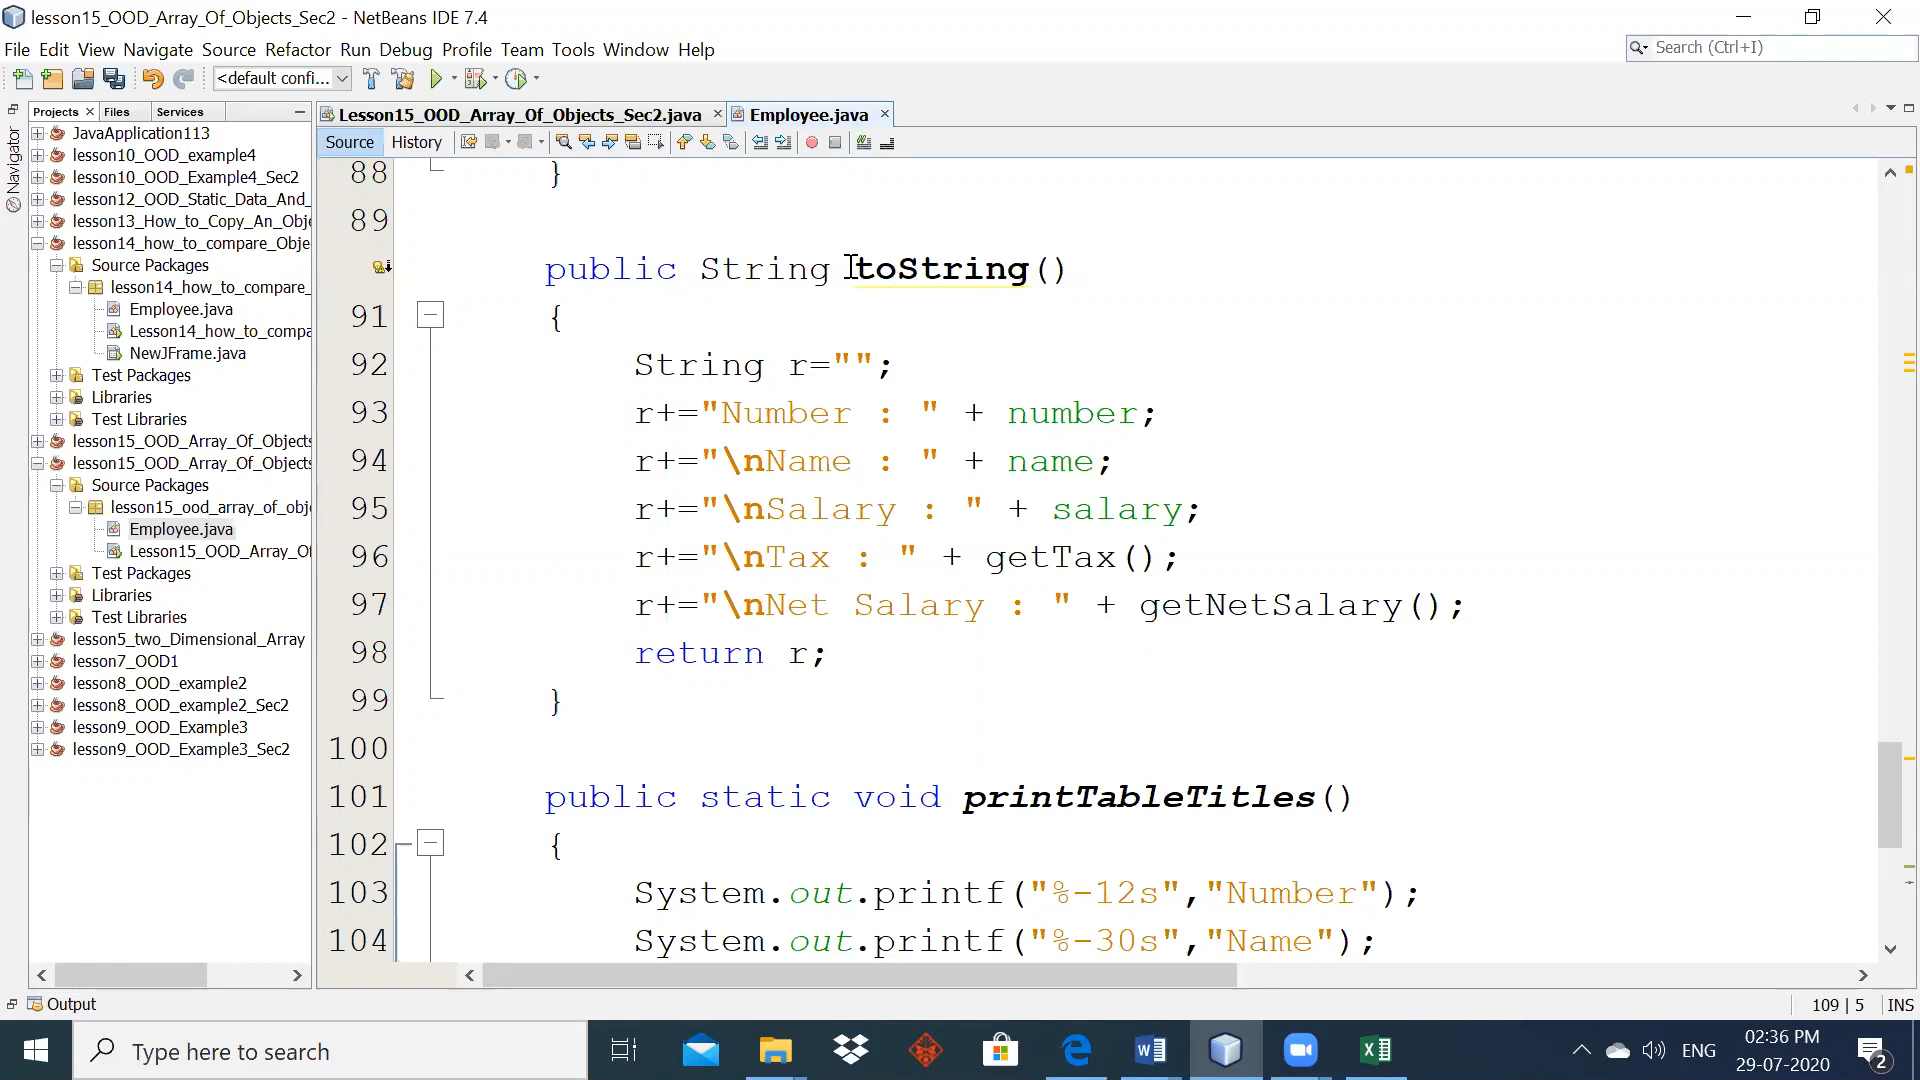 lesson15_OOD_Array_Of_Objects_Sec2 - NetBeans IDE 7.4
File Edit View Navigate Source Refactor Run Debug Profile Team Tools Window Help
Search (Ctrl+I)
<default confi...
Projects Files Services
Navigator
JavaApplication113
lesson10_OOD_example4
lesson10_OOD_Example4_Sec2
lesson12_OOD_Static_Data_And_
lesson13_How_to_Copy_An_Obje
lesson14_how_to_compare_Obje
Source Packages
lesson14_how_to_compare_
Employee.java
Lesson14_how_to_compa
NewJFrame.java
Test Packages
Libraries
Test Libraries
lesson15_OOD_Array_Of_Objects
lesson15_OOD_Array_Of_Objects
Source Packages
lesson15_ood_array_of_obj
Employee.java
Lesson15_OOD_Array_Of
Test Packages
Libraries
Test Libraries
lesson5_two_Dimensional_Array
lesson7_OOD1
lesson8_OOD_example2
lesson8_OOD_example2_Sec2
lesson9_OOD_Example3
lesson9_OOD_Example3_Sec2
Lesson15_OOD_Array_Of_Objects_Sec2.java Employee.java
Source History
88 }
89
public String toString()
91 {
92 String r="";
93 r+="Number : " + number;
94 r+="\nName : " + name;
95 r+="\nSalary : " + salary;
96 r+="\nTax : " + getTax();
97 r+="\nNet Salary : " + getNetSalary();
98 return r;
99 }
100
101 public static void printTableTitles()
102 {
103 System.out.printf("%-12s","Number");
104 System.out.printf("%-30s","Name");
Output
109 | 5 INS
Type here to search
ENG
02:36 PM
29-07-2020
2